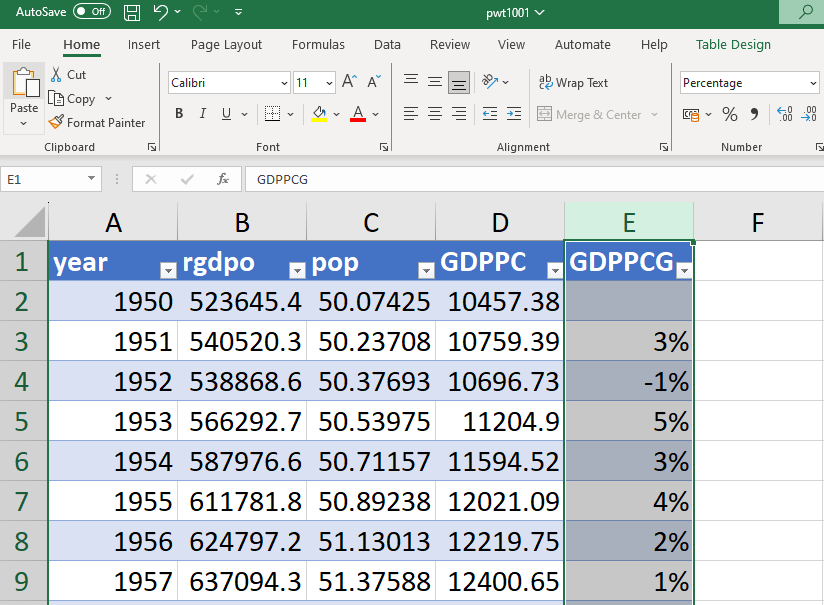 AutoSave Off pwt1001
File Home Insert Page Layout Formulas Data Review View Automate Help Table Design
Paste
Cut
Copy
Format Painter
Calibri 11 A A
B I U A
ab Wrap Text
Merge & Center
Percentage
% 9 .00 .00
Clipboard Font Alignment Number
E1 fx GDPPCG
A B C D E F
1 year rgdpo pop GDPPC GDPPCG
2 1950 523645.4 50.07425 10457.38
3 1951 540520.3 50.23708 10759.39 3%
4 1952 538868.6 50.37693 10696.73 -1%
5 1953 566292.7 50.53975 11204.9 5%
6 1954 587976.6 50.71157 11594.52 3%
7 1955 611781.8 50.89238 12021.09 4%
8 1956 624797.2 51.13013 12219.75 2%
9 1957 637094.3 51.37588 12400.65 1%